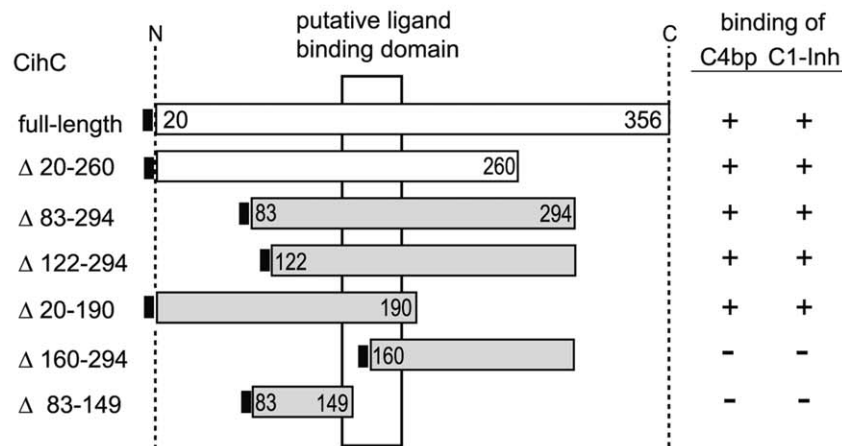 N
putative ligand
binding domain
C
binding of
C4bp C1-Inh
CihC
full-length 20 356 + +
Δ 20-260 260 + +
Δ 83-294 83 294 + +
Δ 122-294 122 + +
Δ 20-190 190 + +
Δ 160-294 160 - -
Δ 83-149 83 149 - -